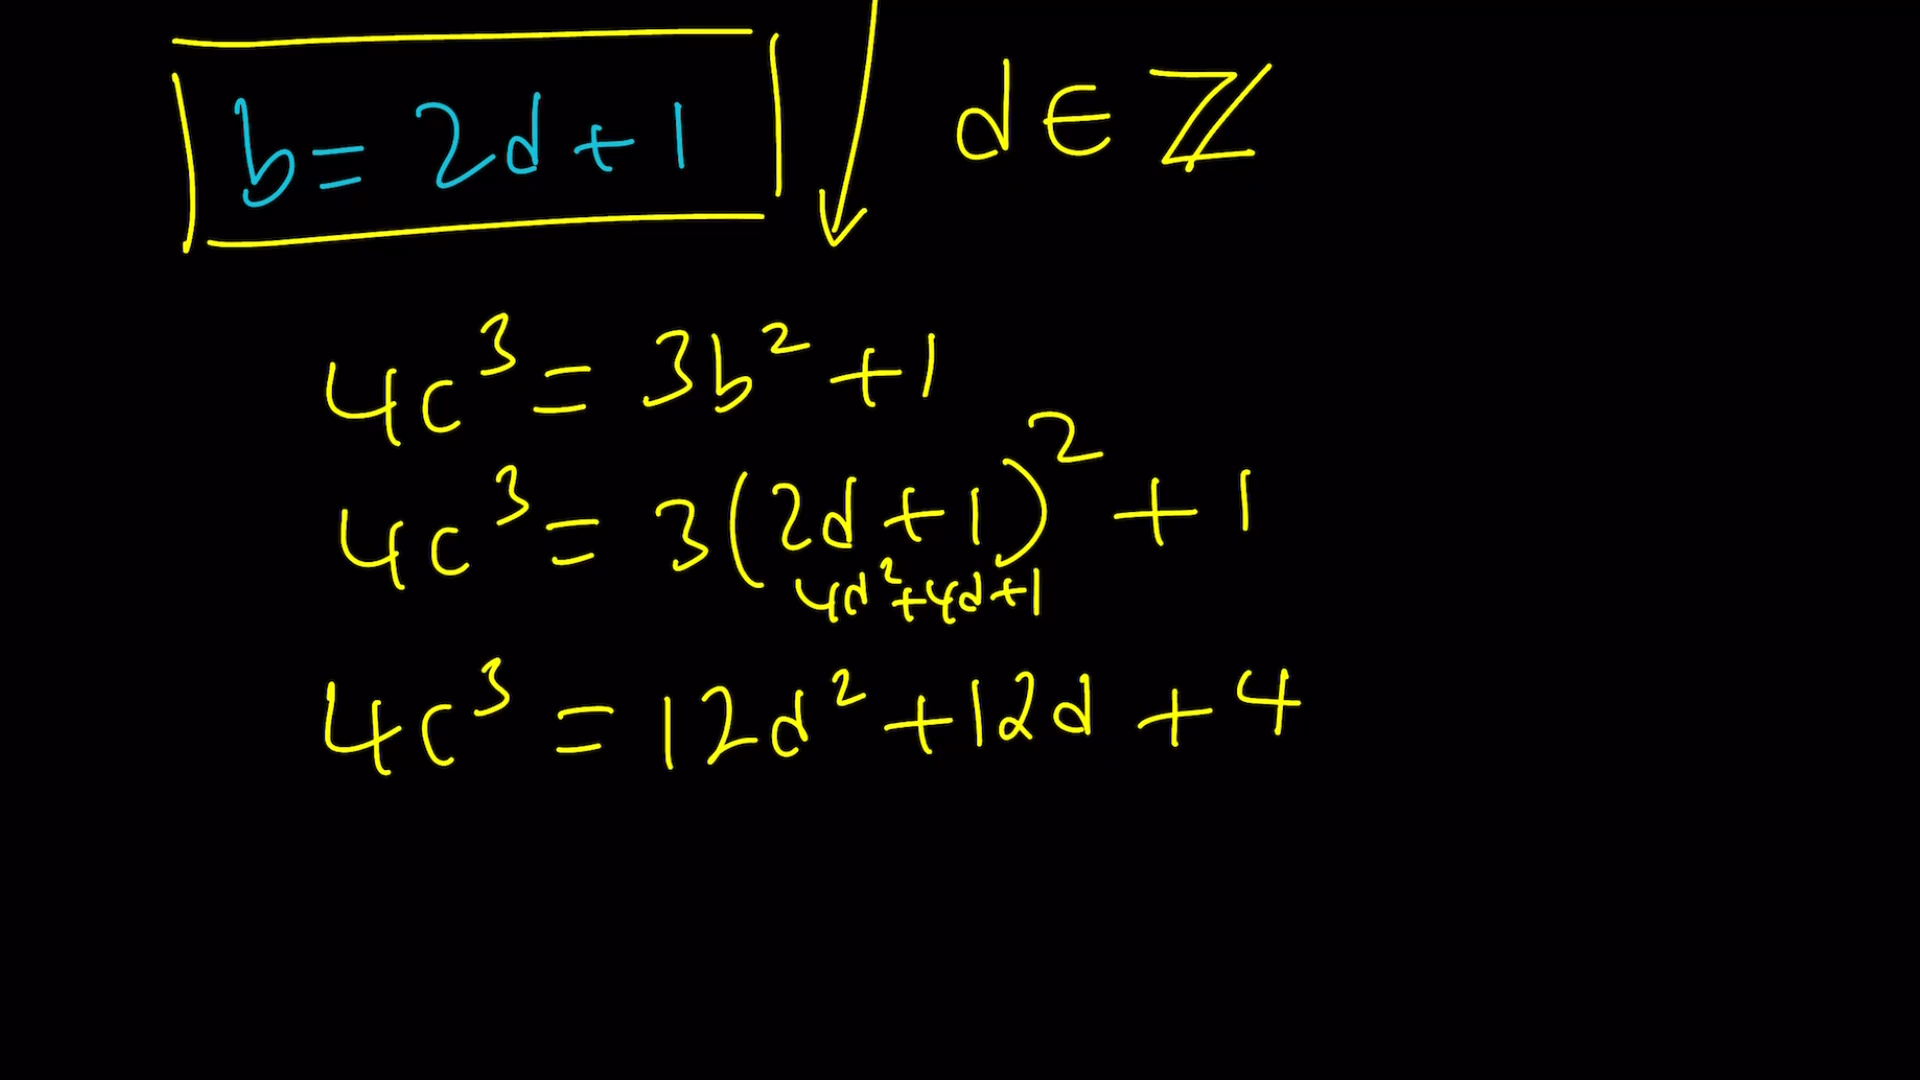 b = 2d + 1
d ∈ ℤ
4c³ = 3b² + 1
4c³ = 3(2d + 1)² + 1
4d² + 4d + 1
4c³ = 12d² + 12d + 4